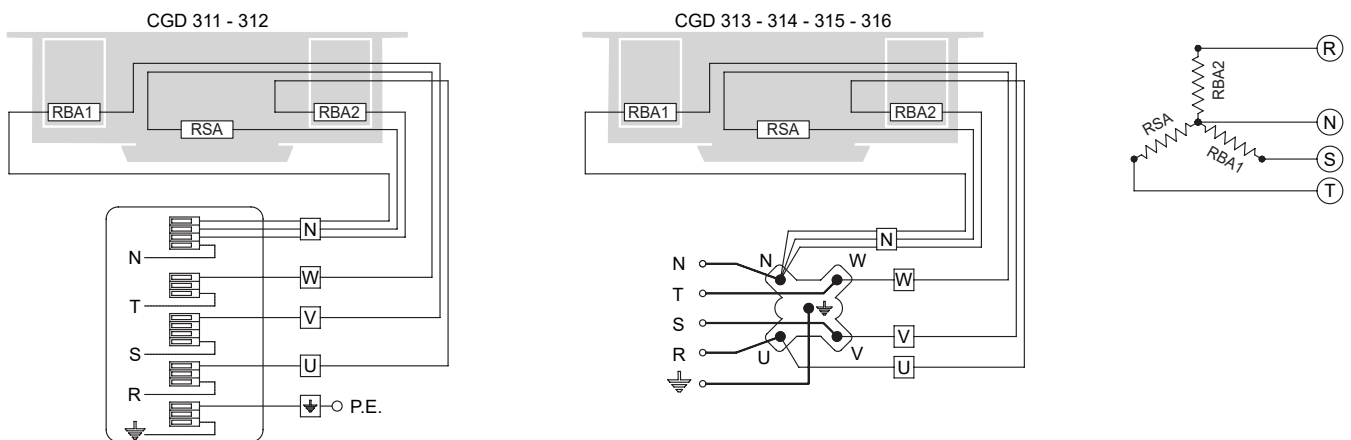 CGD 311 - 312
RBA1
RBA2
RSA
N
N
W
T
V
S
U
R
P.E.
CGD 313 - 314 - 315 - 316
RBA1
RBA2
RSA
N
N
N
W
T
W
S
V
R
U
V
U
R
RBA2
N
RSA
RBA1
S
T